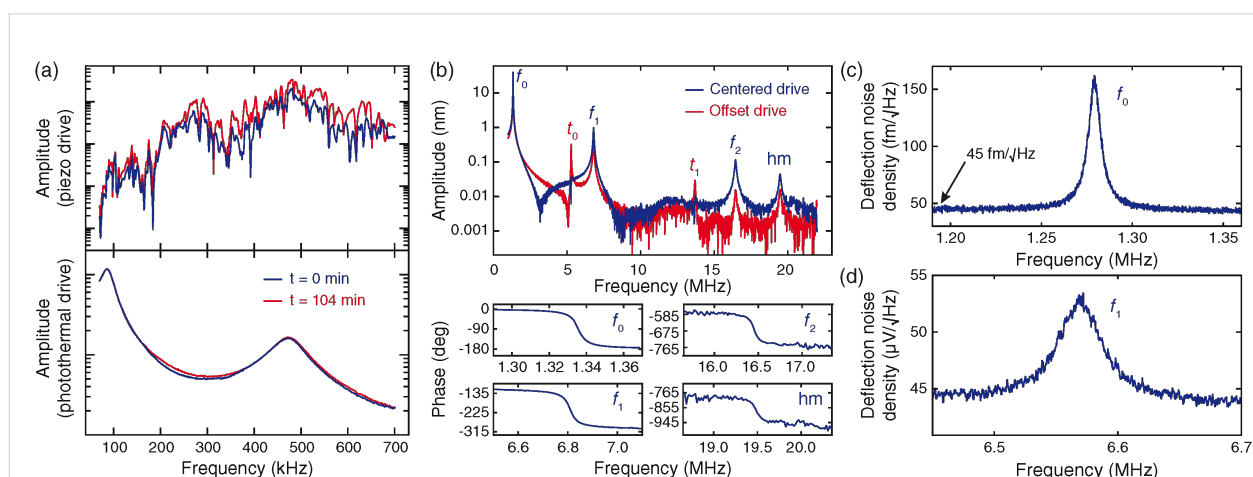 (a)
Amplitude
(piezo drive)
Amplitude
(photothermal drive)
t = 0 min
t = 104 min
100 200 300 400 500 600 700
Frequency (kHz)
(b)
Amplitude (nm)
10
1
0.1
0.01
0.001
f0
t0
f1
Centered drive
Offset drive
f2
hm
t1
0 5 10 15 20
Frequency (MHz)
Phase (deg)
0
-90
-180
f0
1.30 1.32 1.34 1.36
-585
-675
-765
f2
16.0 16.5 17.0
-135
-225
-315
f1
6.6 6.8 7.0
-765
-855
-945
hm
19.0 19.5 20.0
Frequency (MHz)
(c)
Deflection noise
density (fm/√Hz)
150
100
50
f0
45 fm/√Hz
1.20 1.25 1.30 1.35
Frequency (MHz)
(d)
Deflection noise
density (µV/√Hz)
55
50
45
f1
6.5 6.6 6.7
Frequency (MHz)